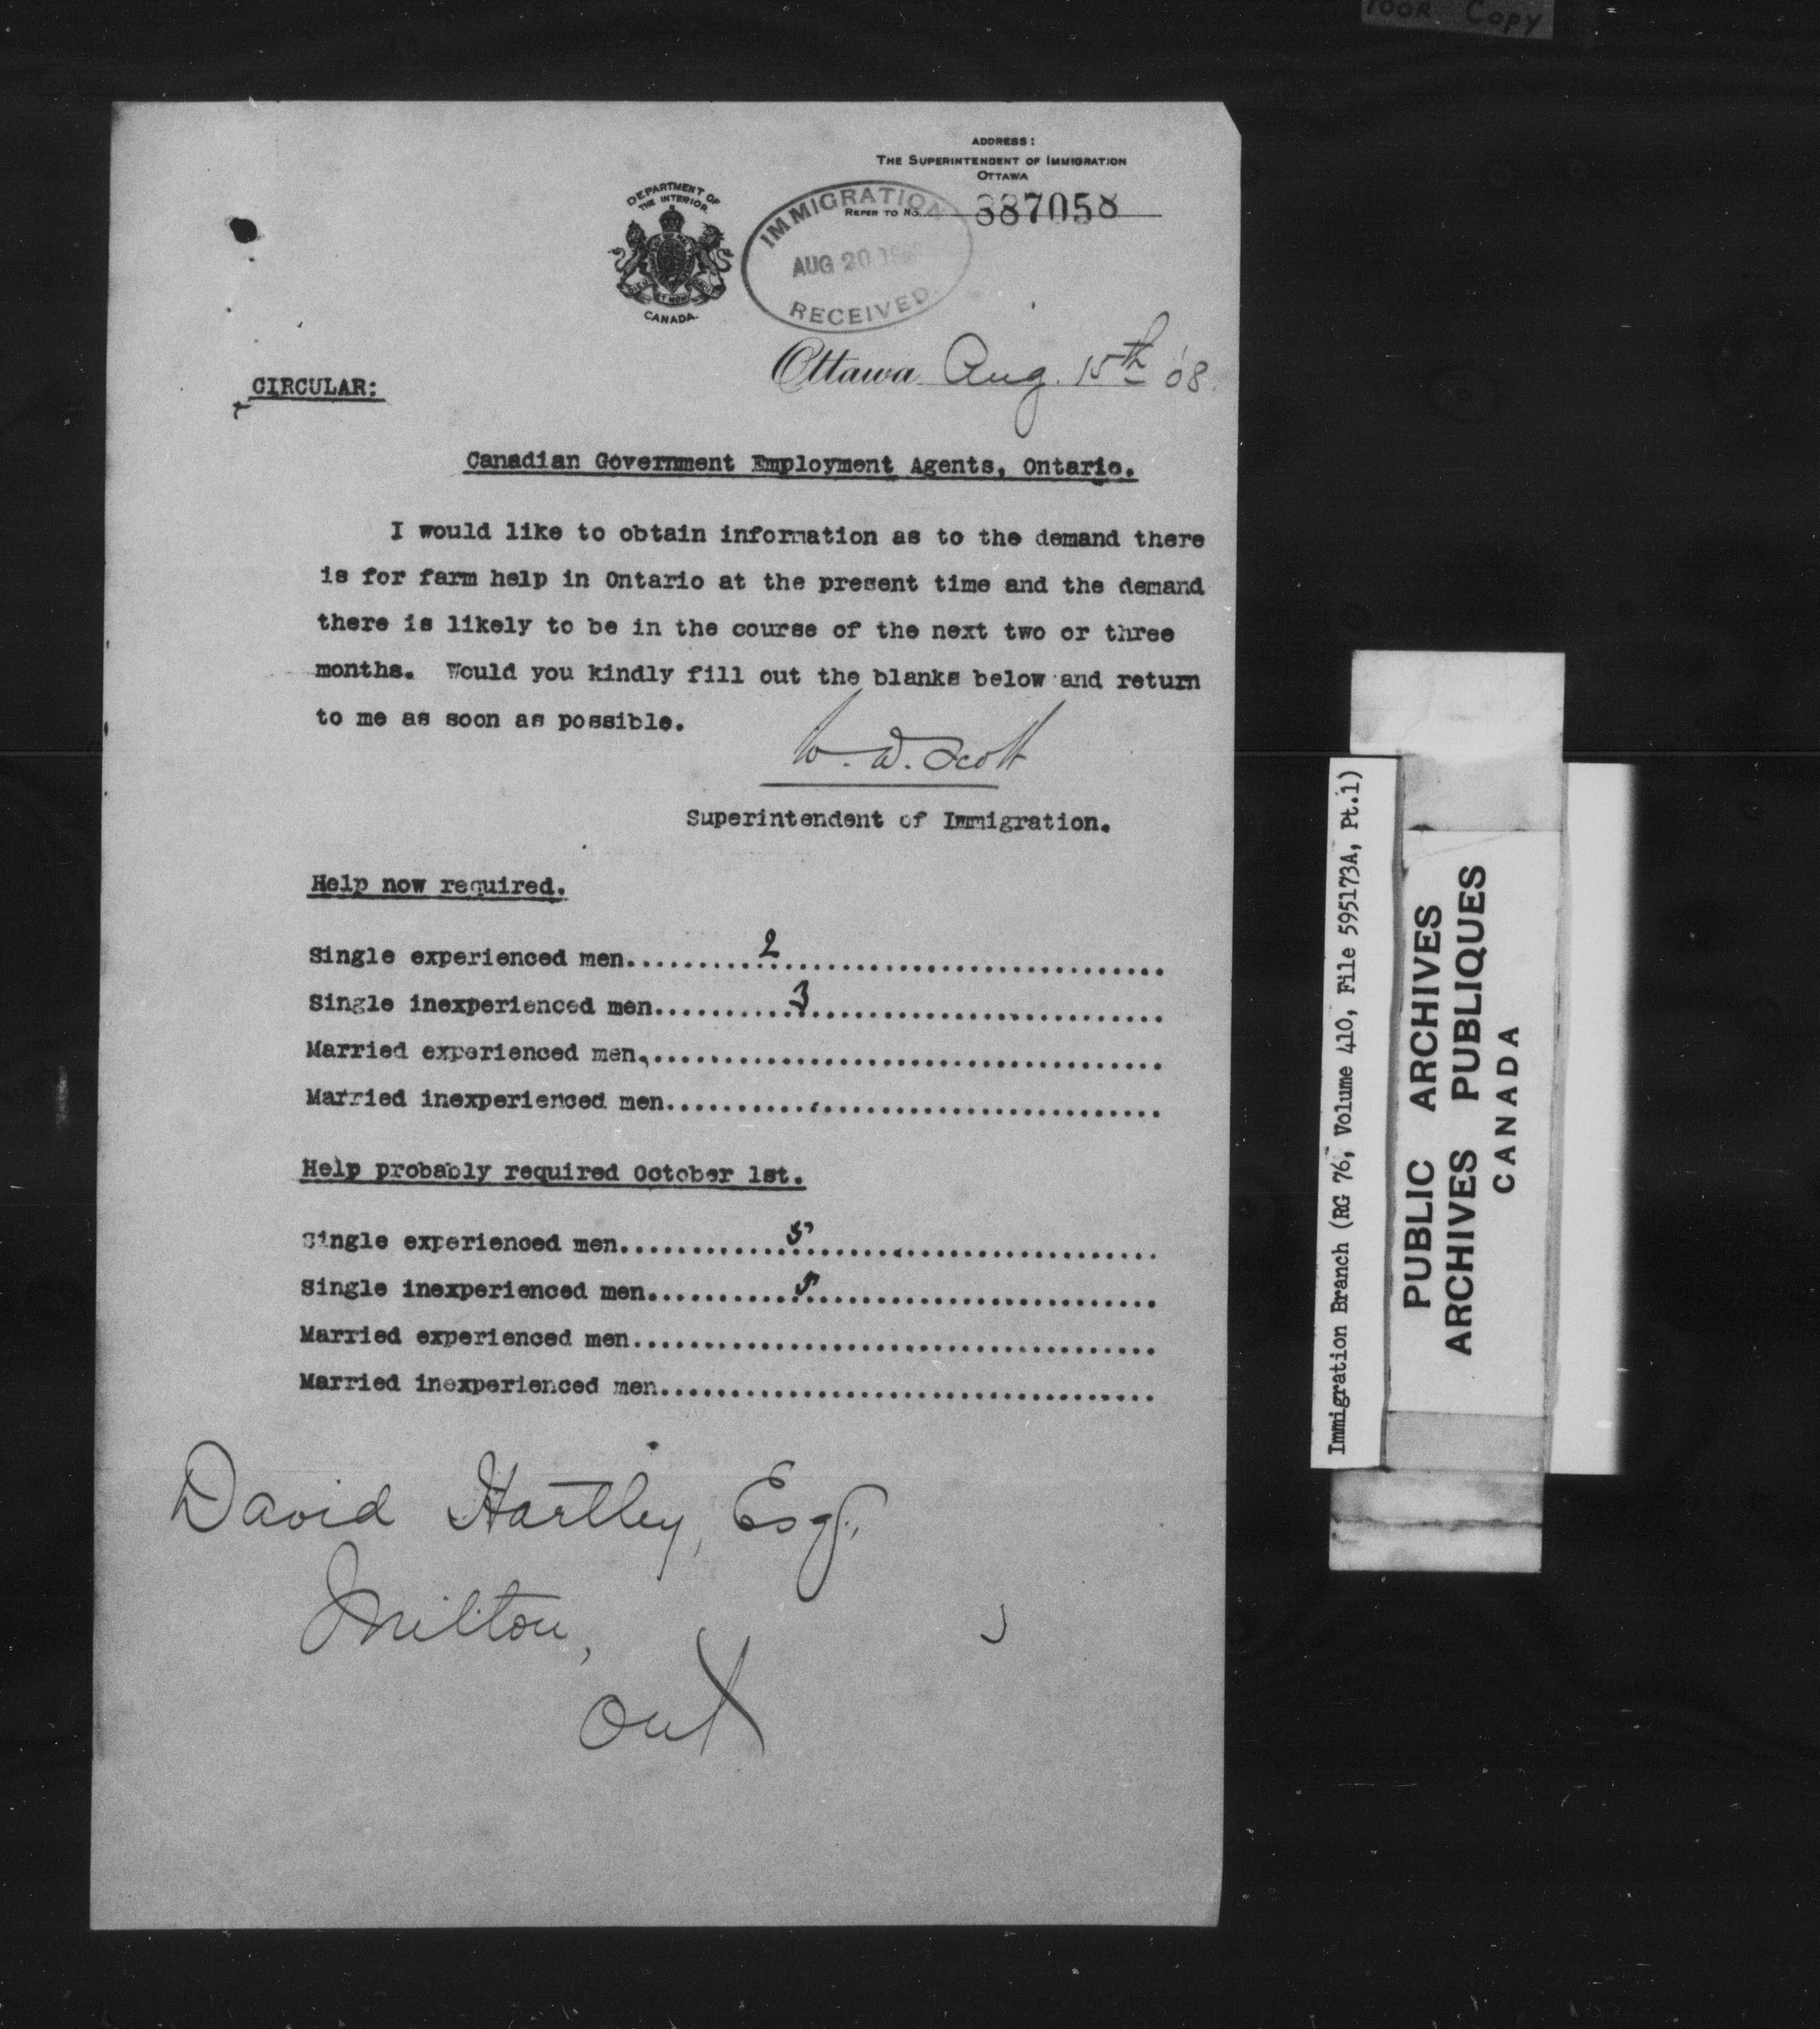 POOR COPY
ADDRESS:
THE SUPERINTENDENT OF IMMIGRATION
OTTAWA
REFER TO NO. 887058
DEPARTMENT OF
THE INTERIOR
CANADA.
IMMIGRATION
AUG 20
RECEIVED
Ottawa Aug. 15th '08.
CIRCULAR:
Canadian Government Employment Agents, Ontario.
I would like to obtain information as to the demand there
is for farm help in Ontario at the present time and the demand
there is likely to be in the course of the next two or three
months. Would you kindly fill out the blanks below and return
to me as soon as possible.
W. D. Scott
Superintendent of Immigration.
Help now required.
Single experienced men..........2..........
Single inexperienced men..........3..........
Married experienced men..........
Married inexperienced men..........
Help probably required October 1st.
Single experienced men..........5..........
Single inexperienced men..........5..........
Married experienced men..........
Married inexperienced men..........
David Hartley, Esq.,
Milton,
Ont
Immigration Branch (RG 76, Volume 410, File 595173A, Pt.1)
PUBLIC ARCHIVES
ARCHIVES PUBLIQUES
CANADA